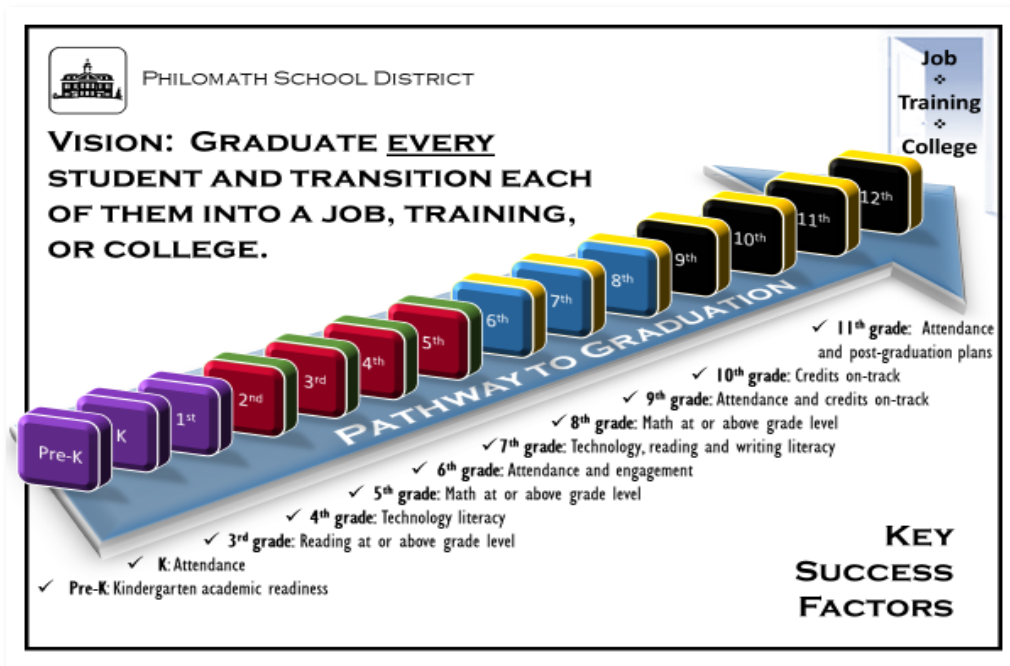 PHILOMATH SCHOOL DISTRICT
VISION: GRADUATE EVERY
STUDENT AND TRANSITION EACH
OF THEM INTO A JOB, TRAINING,
OR COLLEGE.
Job
Training
College
Pre-K
K
1st
2nd
3rd
4th
5th
6th
7th
8th
9th
10th
11th
12th
PATHWAY TO GRADUATION
✓ 11th grade: Attendance
and post-graduation plans
✓ 10th grade: Credits on-track
✓ 9th grade: Attendance and credits on-track
✓ 8th grade: Math at or above grade level
✓ 7th grade: Technology, reading and writing literacy
✓ 6th grade: Attendance and engagement
✓ 5th grade: Math at or above grade level
✓ 4th grade: Technology literacy
✓ 3rd grade: Reading at or above grade level
✓ K: Attendance
✓ Pre-K: Kindergarten academic readiness
KEY
SUCCESS
FACTORS